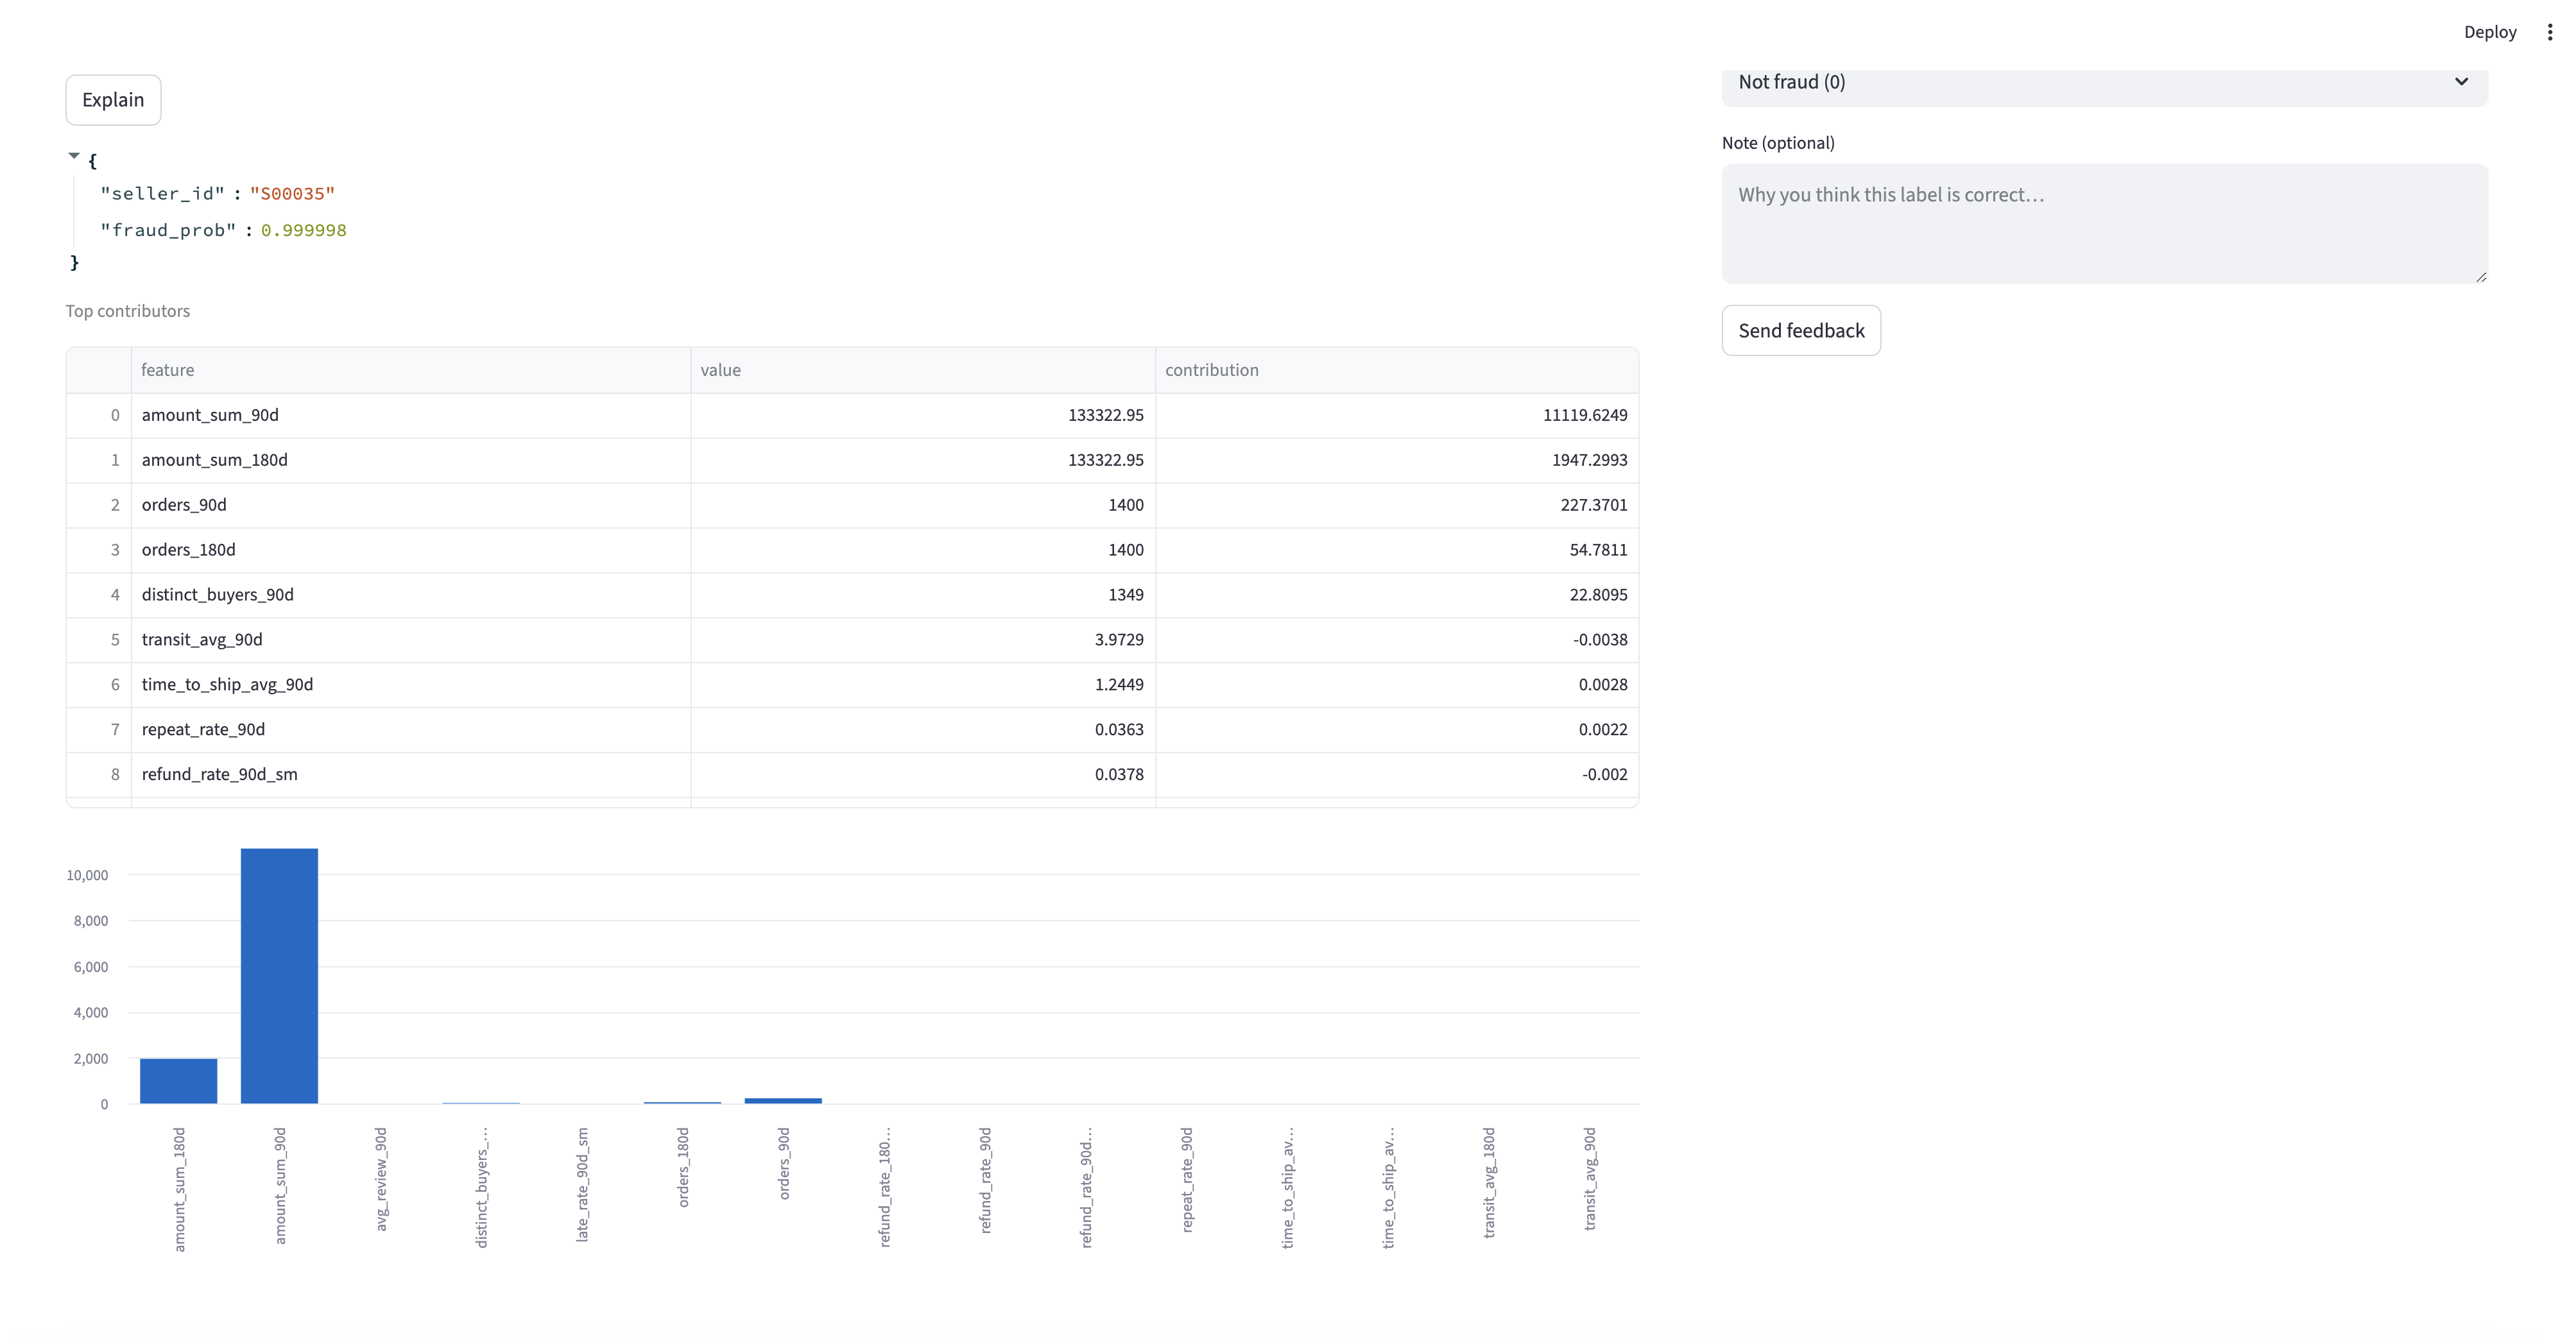 Deploy
Explain
{
"seller_id" : "S00035"
"fraud_prob" : 0.999998
}
Top contributors
feature value contribution
0 amount_sum_90d 133322.95 11119.6249
1 amount_sum_180d 133322.95 1947.2993
2 orders_90d 1400 227.3701
3 orders_180d 1400 54.7811
4 distinct_buyers_90d 1349 22.8095
5 transit_avg_90d 3.9729 -0.0038
6 time_to_ship_avg_90d 1.2449 0.0028
7 repeat_rate_90d 0.0363 0.0022
8 refund_rate_90d_sm 0.0378 -0.002
10,000
8,000
6,000
4,000
2,000
0
amount_sum_180d
amount_sum_90d
avg_review_90d
distinct_buyers_…
late_rate_90d_sm
orders_180d
orders_90d
refund_rate_180…
refund_rate_90d
refund_rate_90d…
repeat_rate_90d
time_to_ship_av…
time_to_ship_av…
transit_avg_180d
transit_avg_90d
Not fraud (0)
Note (optional)
Why you think this label is correct…
Send feedback